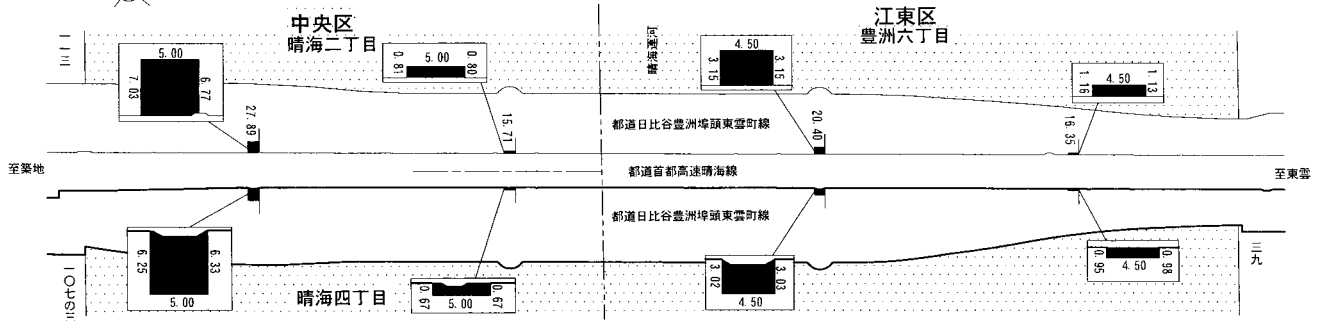 中央区
晴海二丁目
江東区
豊洲六丁目
晴海運河
5.00
7.03
6.77
27.89
5.00
0.81
0.80
15.71
4.50
3.15
3.15
20.40
4.50
1.16
1.13
16.35
都道日比谷豊洲埠頭東雲町線
至築地
都道首都高速晴海線
至東雲
都道日比谷豊洲埠頭東雲町線
6.25
6.33
5.00
0.67
5.00
0.67
3.02
3.03
4.50
0.95
4.50
0.98
三九
晴海四丁目